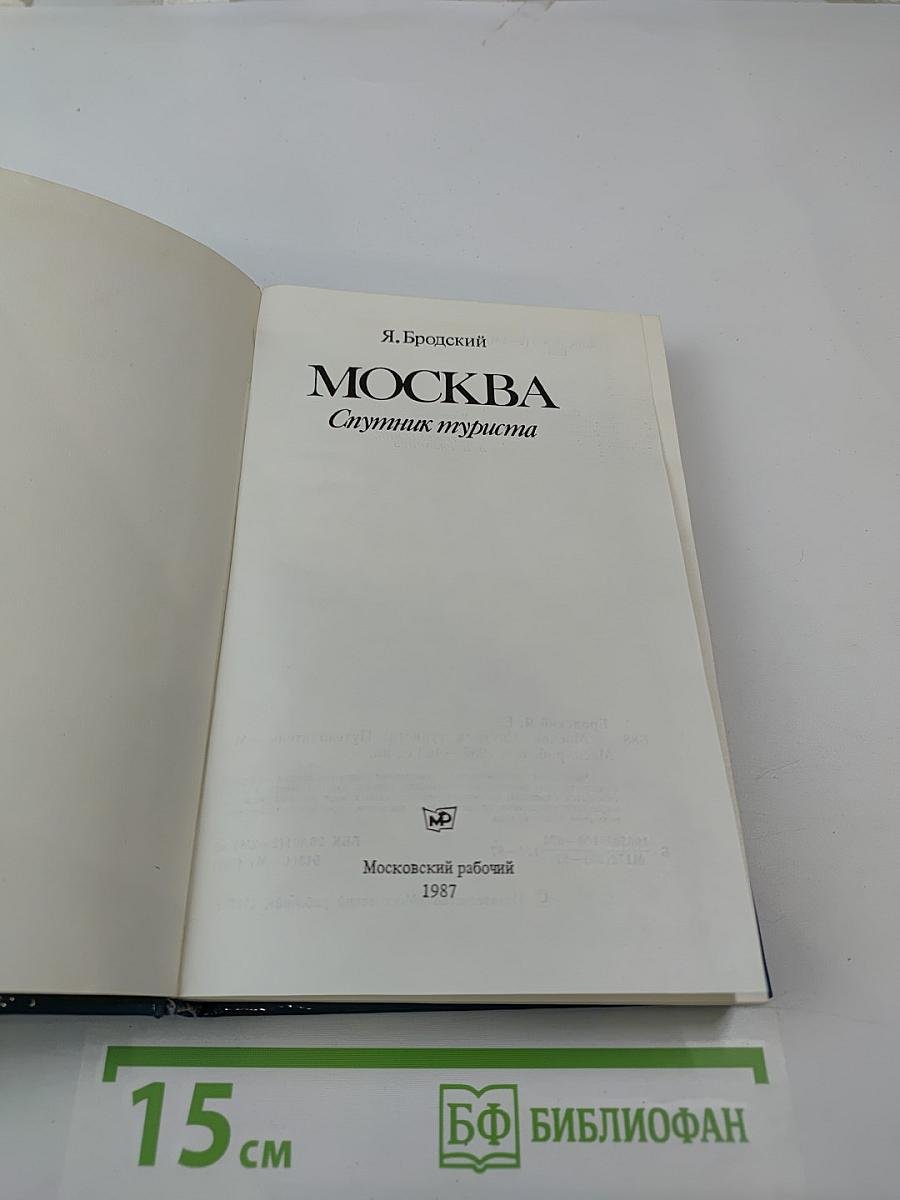 Я. Бродский
МОСКВА
Спутник туриста
МР
Московский рабочий
1987
15 см
БФ БИБЛИОФАН